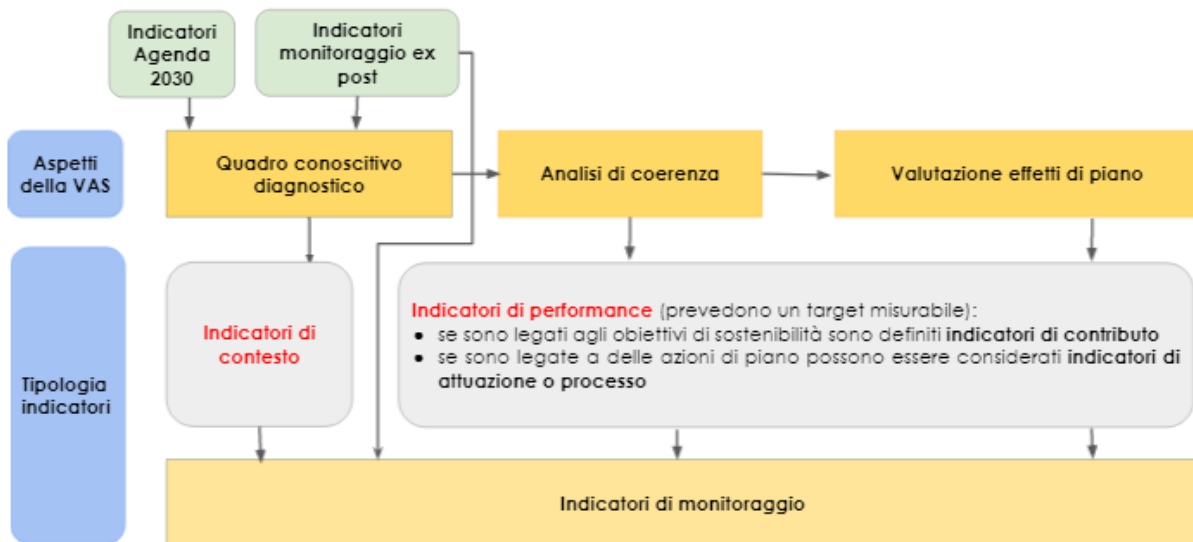 Indicatori
Agenda
2030
Indicatori
monitoraggio ex
post
Aspetti
della VAS
Quadro conoscitivo
diagnostico
Analisi di coerenza
Valutazione effetti di piano
Tipologia
indicatori
Indicatori di
contesto
Indicatori di performance (prevedono un target misurabile):
• se sono legati agli obiettivi di sostenibilità sono definiti indicatori di contributo
• se sono legate a delle azioni di piano possono essere considerati indicatori di
attuazione o processo
Indicatori di monitoraggio